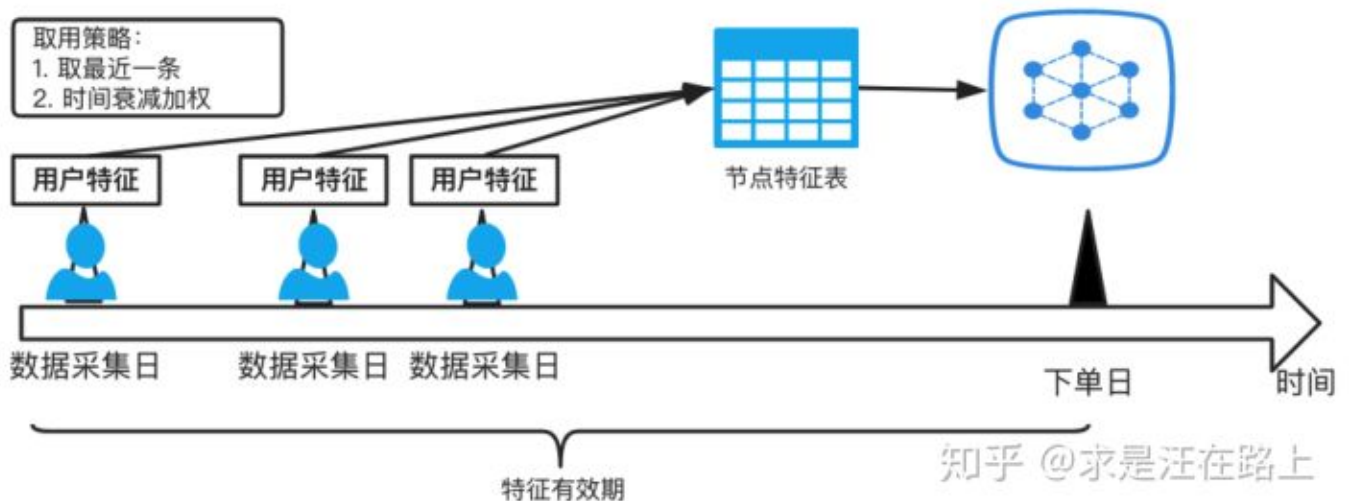 取用策略：
1. 取最近一条
2. 时间衰减加权
用户特征
用户特征
用户特征
节点特征表
数据采集日
数据采集日
数据采集日
下单日
时间
特征有效期
知乎 @求是汪在路上